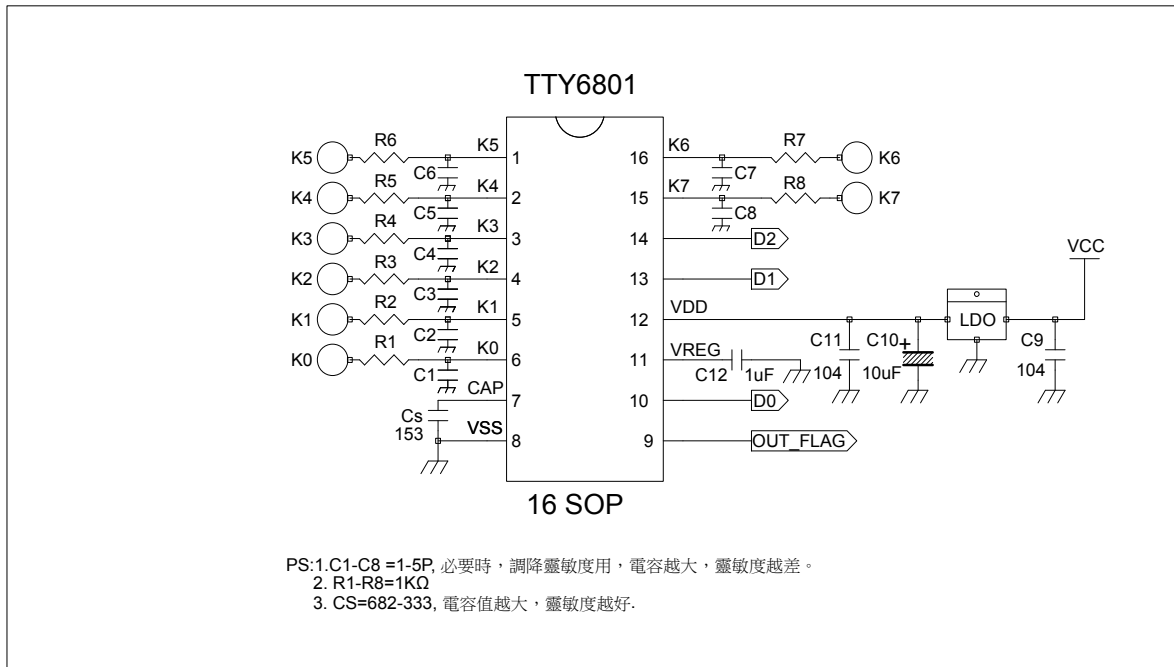 TTY6801
K5 R6 K5 1 16 K6 R7 K6
C6 C7
K4 R5 K4 2 15 K7 R8 K7
C5 C8
K3 R4 K3 3 14 D2
C4
K2 R3 K2 4 13 D1
C3
VCC
K1 R2 K1 5 12 VDD LDO
C2 C11 104 C10 + 10uF C9 104
K0 R1 K0 6 11 VREG
C1 C12 1uF
CAP 7 10 D0
Cs 153
VSS 8 9 OUT_FLAG
16 SOP
PS:1.C1-C8 =1-5P, 必要時,調降靈敏度用,電容越大,靈敏度越差。
2. R1-R8=1KΩ
3. CS=682-333, 電容值越大,靈敏度越好.